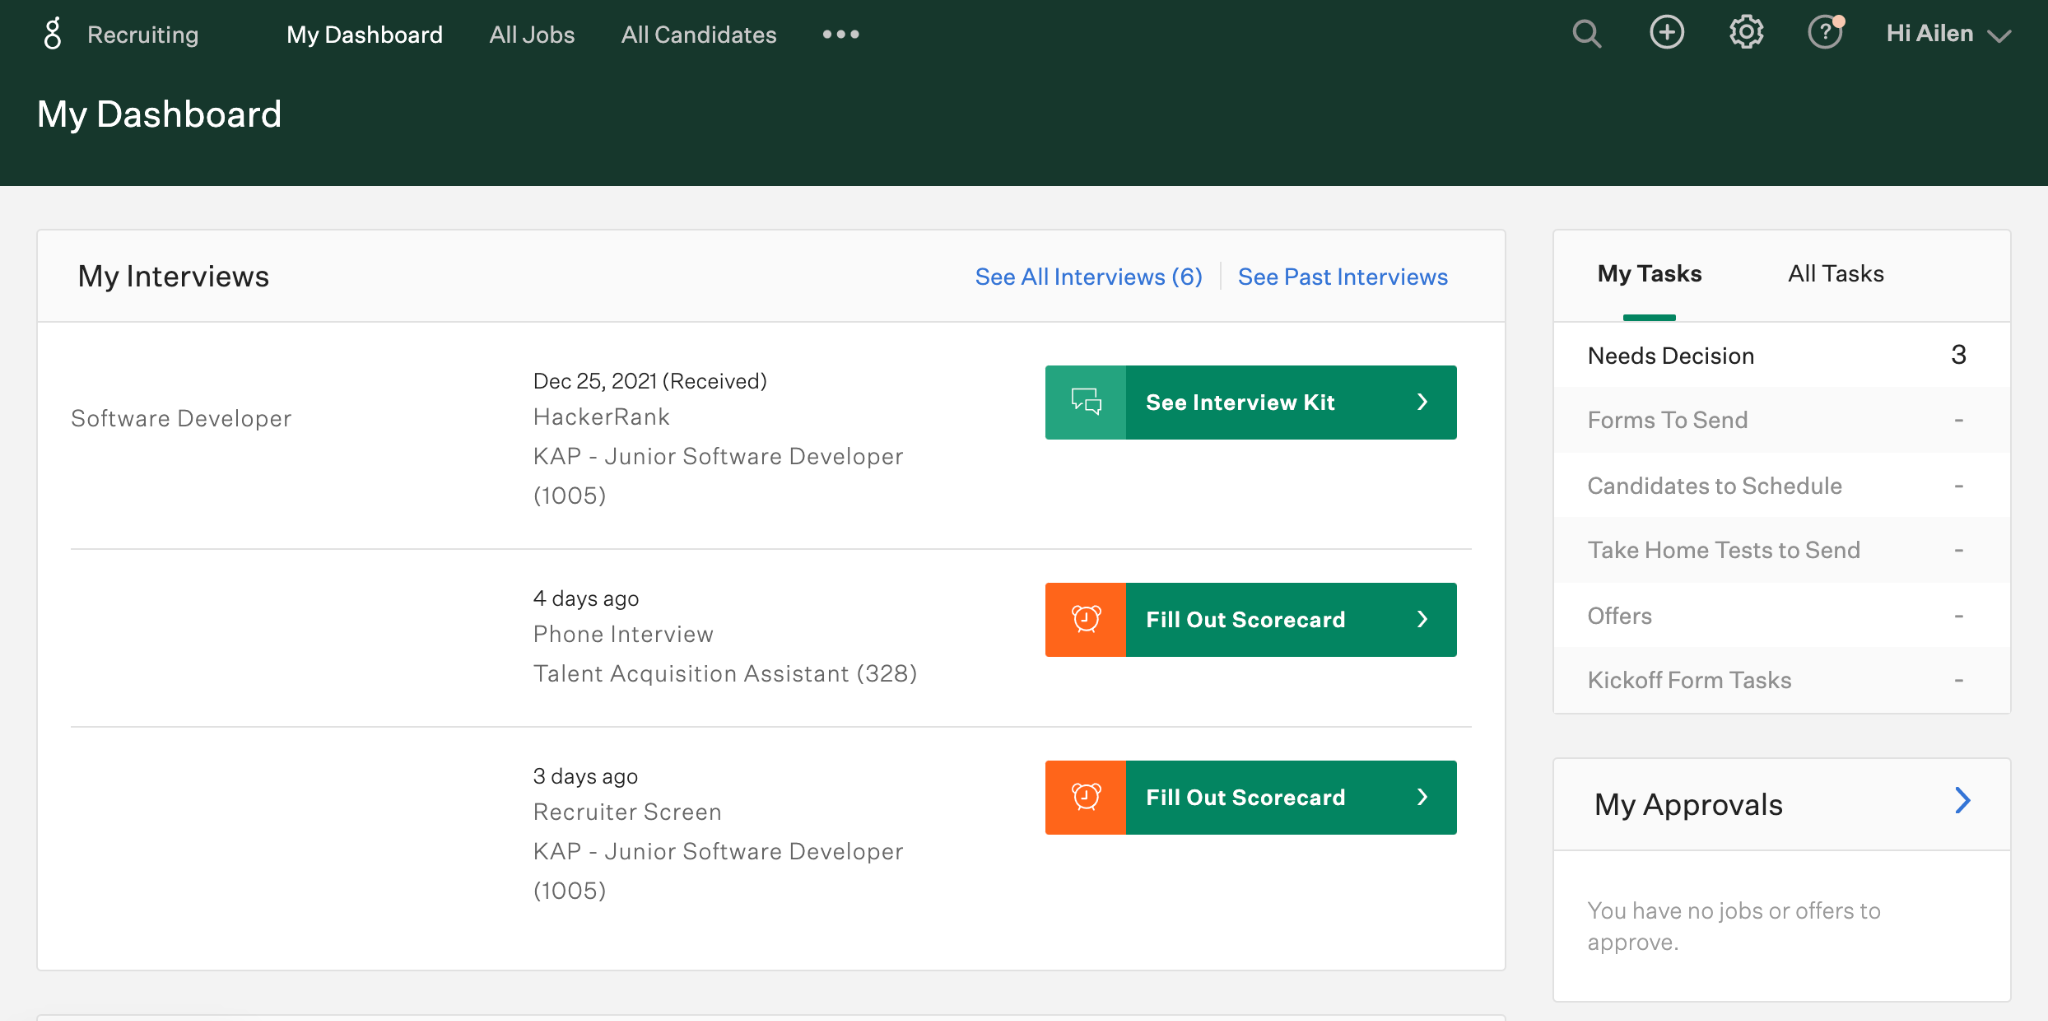 Recruiting
My Dashboard
All Jobs
All Candidates
Hi Ailen
My Dashboard
My Interviews
See All Interviews (6)
See Past Interviews
Software Developer
Dec 25, 2021 (Received)
HackerRank
KAP - Junior Software Developer
(1005)
See Interview Kit
4 days ago
Phone Interview
Talent Acquisition Assistant (328)
Fill Out Scorecard
3 days ago
Recruiter Screen
KAP - Junior Software Developer
(1005)
Fill Out Scorecard
My Tasks
All Tasks
Needs Decision 3
Forms To Send -
Candidates to Schedule -
Take Home Tests to Send -
Offers -
Kickoff Form Tasks -
My Approvals
You have no jobs or offers to
approve.